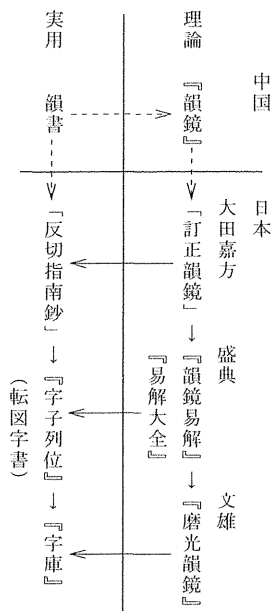 中国
日本
大田嘉方
盛典
文雄
理論
『韻鏡』
「訂正韻鏡」→『韻鏡易解』→『磨光韻鏡』
『易解大全』
実用
韻書
「反切指南鈔」→『字子列位』→『字庫』
（転図字書）